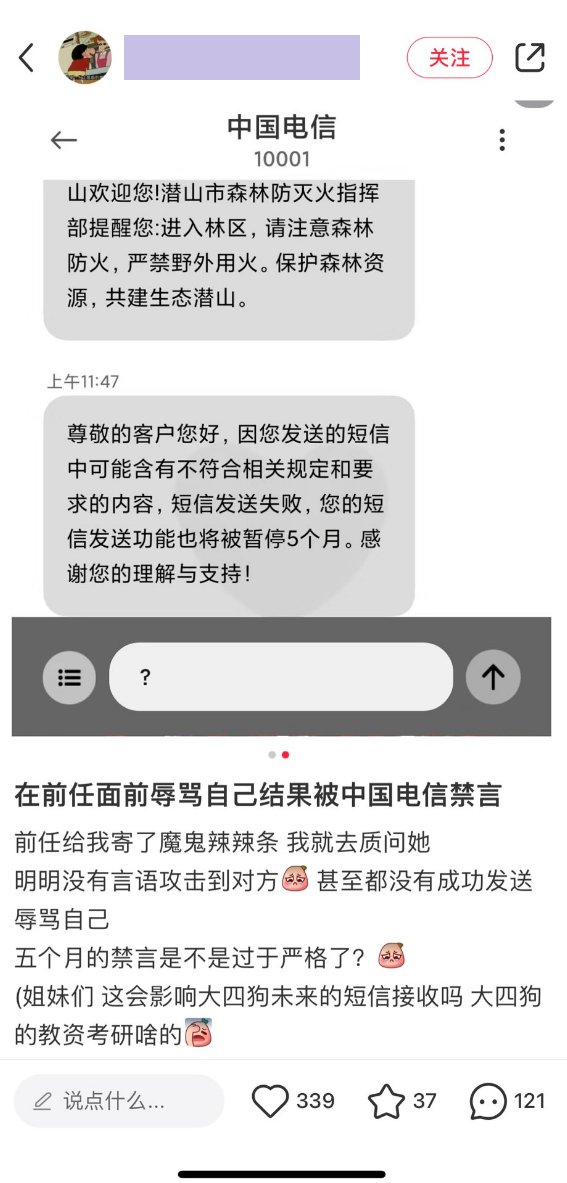 关注
中国电信
10001
山欢迎您!潜山市森林防灭火指挥
部提醒您:进入林区，请注意森林
防火，严禁野外用火。保护森林资
源，共建生态潜山。
上午11:47
尊敬的客户您好，因您发送的短信
中可能含有不符合相关规定和要
求的内容，短信发送失败，您的短
信发送功能也将被暂停5个月。感
谢您的理解与支持！
?
在前任面前辱骂自己结果被中国电信禁言
前任给我寄了魔鬼辣辣条 我就去质问她
明明没有言语攻击到对方 甚至都没有成功发送
辱骂自己
五个月的禁言是不是过于严格了？
(姐妹们 这会影响大四狗未来的短信接收吗 大四狗
的教资考研啥的
说点什么...
339
37
121